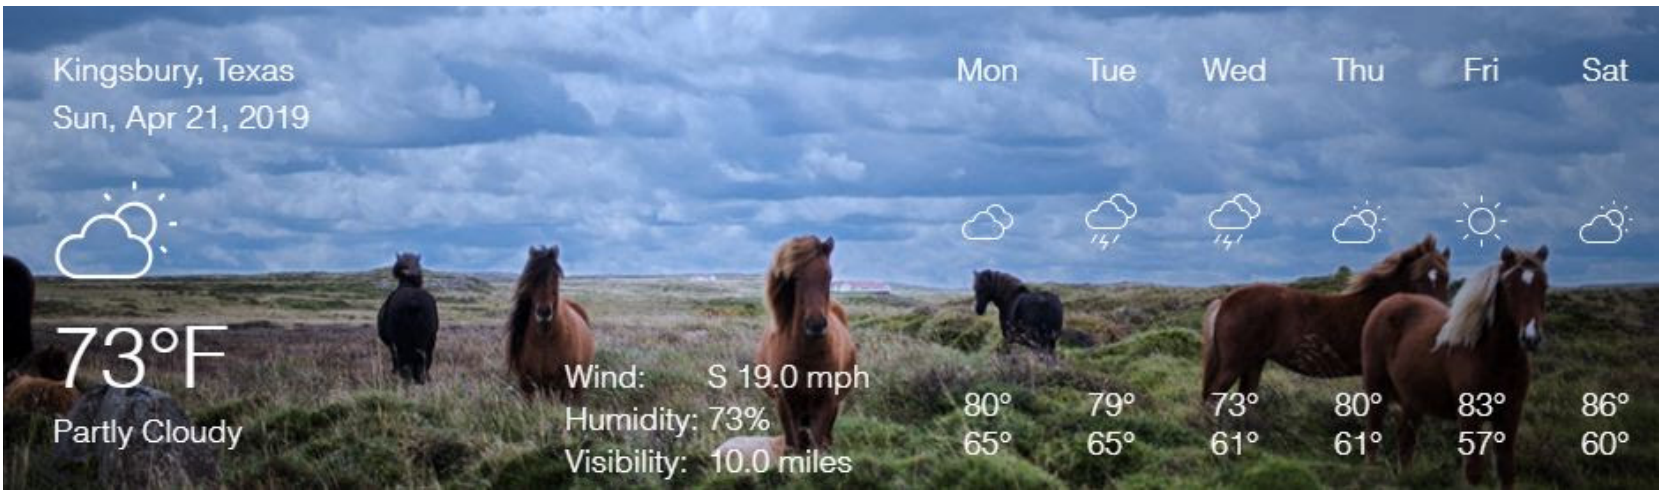 Kingsbury, Texas
Sun, Apr 21, 2019
73°F
Partly Cloudy
Wind: S 19.0 mph
Humidity: 73%
Visibility: 10.0 miles
Mon Tue Wed Thu Fri Sat
80° 79° 73° 80° 83° 86°
65° 65° 61° 61° 57° 60°